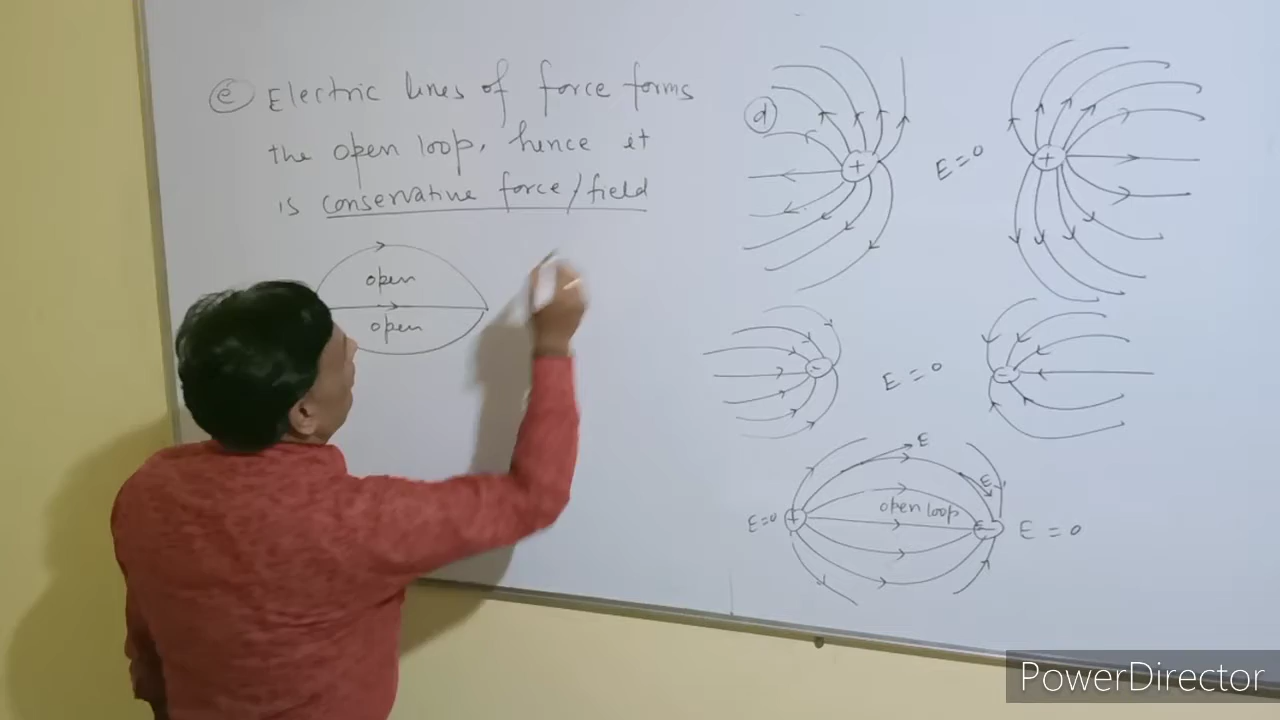 (e) Electric lines of force forms
the open loop, hence it
is conservative force/field
open
open
(d)
+
E=0
+
-
E=0
-
E
E
open loop
E=0
+
-
E=0
PowerDirector